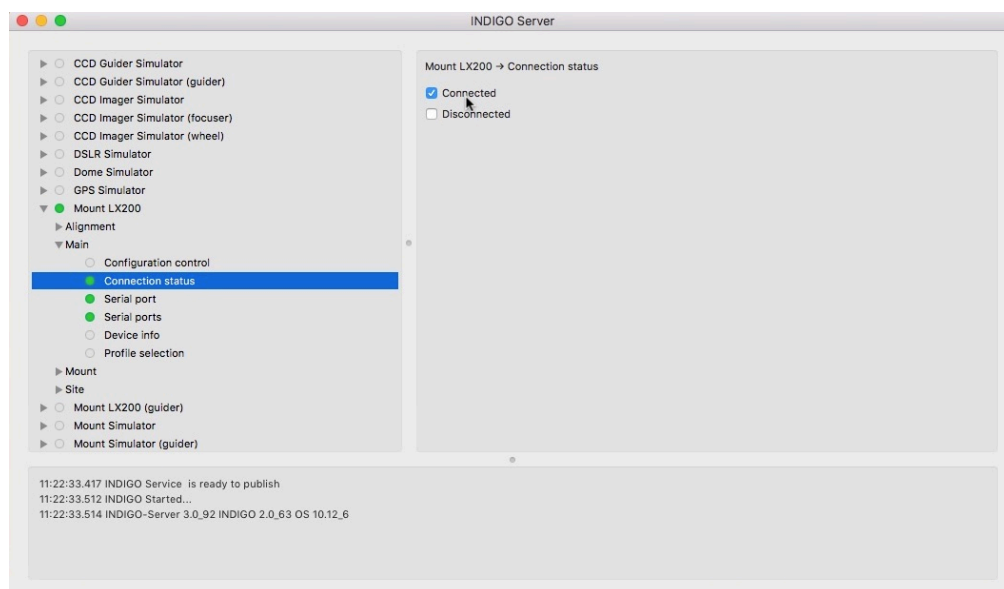 INDIGO Server
CCD Guider Simulator
CCD Guider Simulator (guider)
CCD Imager Simulator
CCD Imager Simulator (focuser)
CCD Imager Simulator (wheel)
DSLR Simulator
Dome Simulator
GPS Simulator
Mount LX200
Alignment
Main
Configuration control
Connection status
Serial port
Serial ports
Device info
Profile selection
Mount
Site
Mount LX200 (guider)
Mount Simulator
Mount Simulator (guider)
Mount LX200 → Connection status
Connected
Disconnected
11:22:33.417 INDIGO Service is ready to publish
11:22:33.512 INDIGO Started...
11:22:33.514 INDIGO-Server 3.0_92 INDIGO 2.0_63 OS 10.12_6